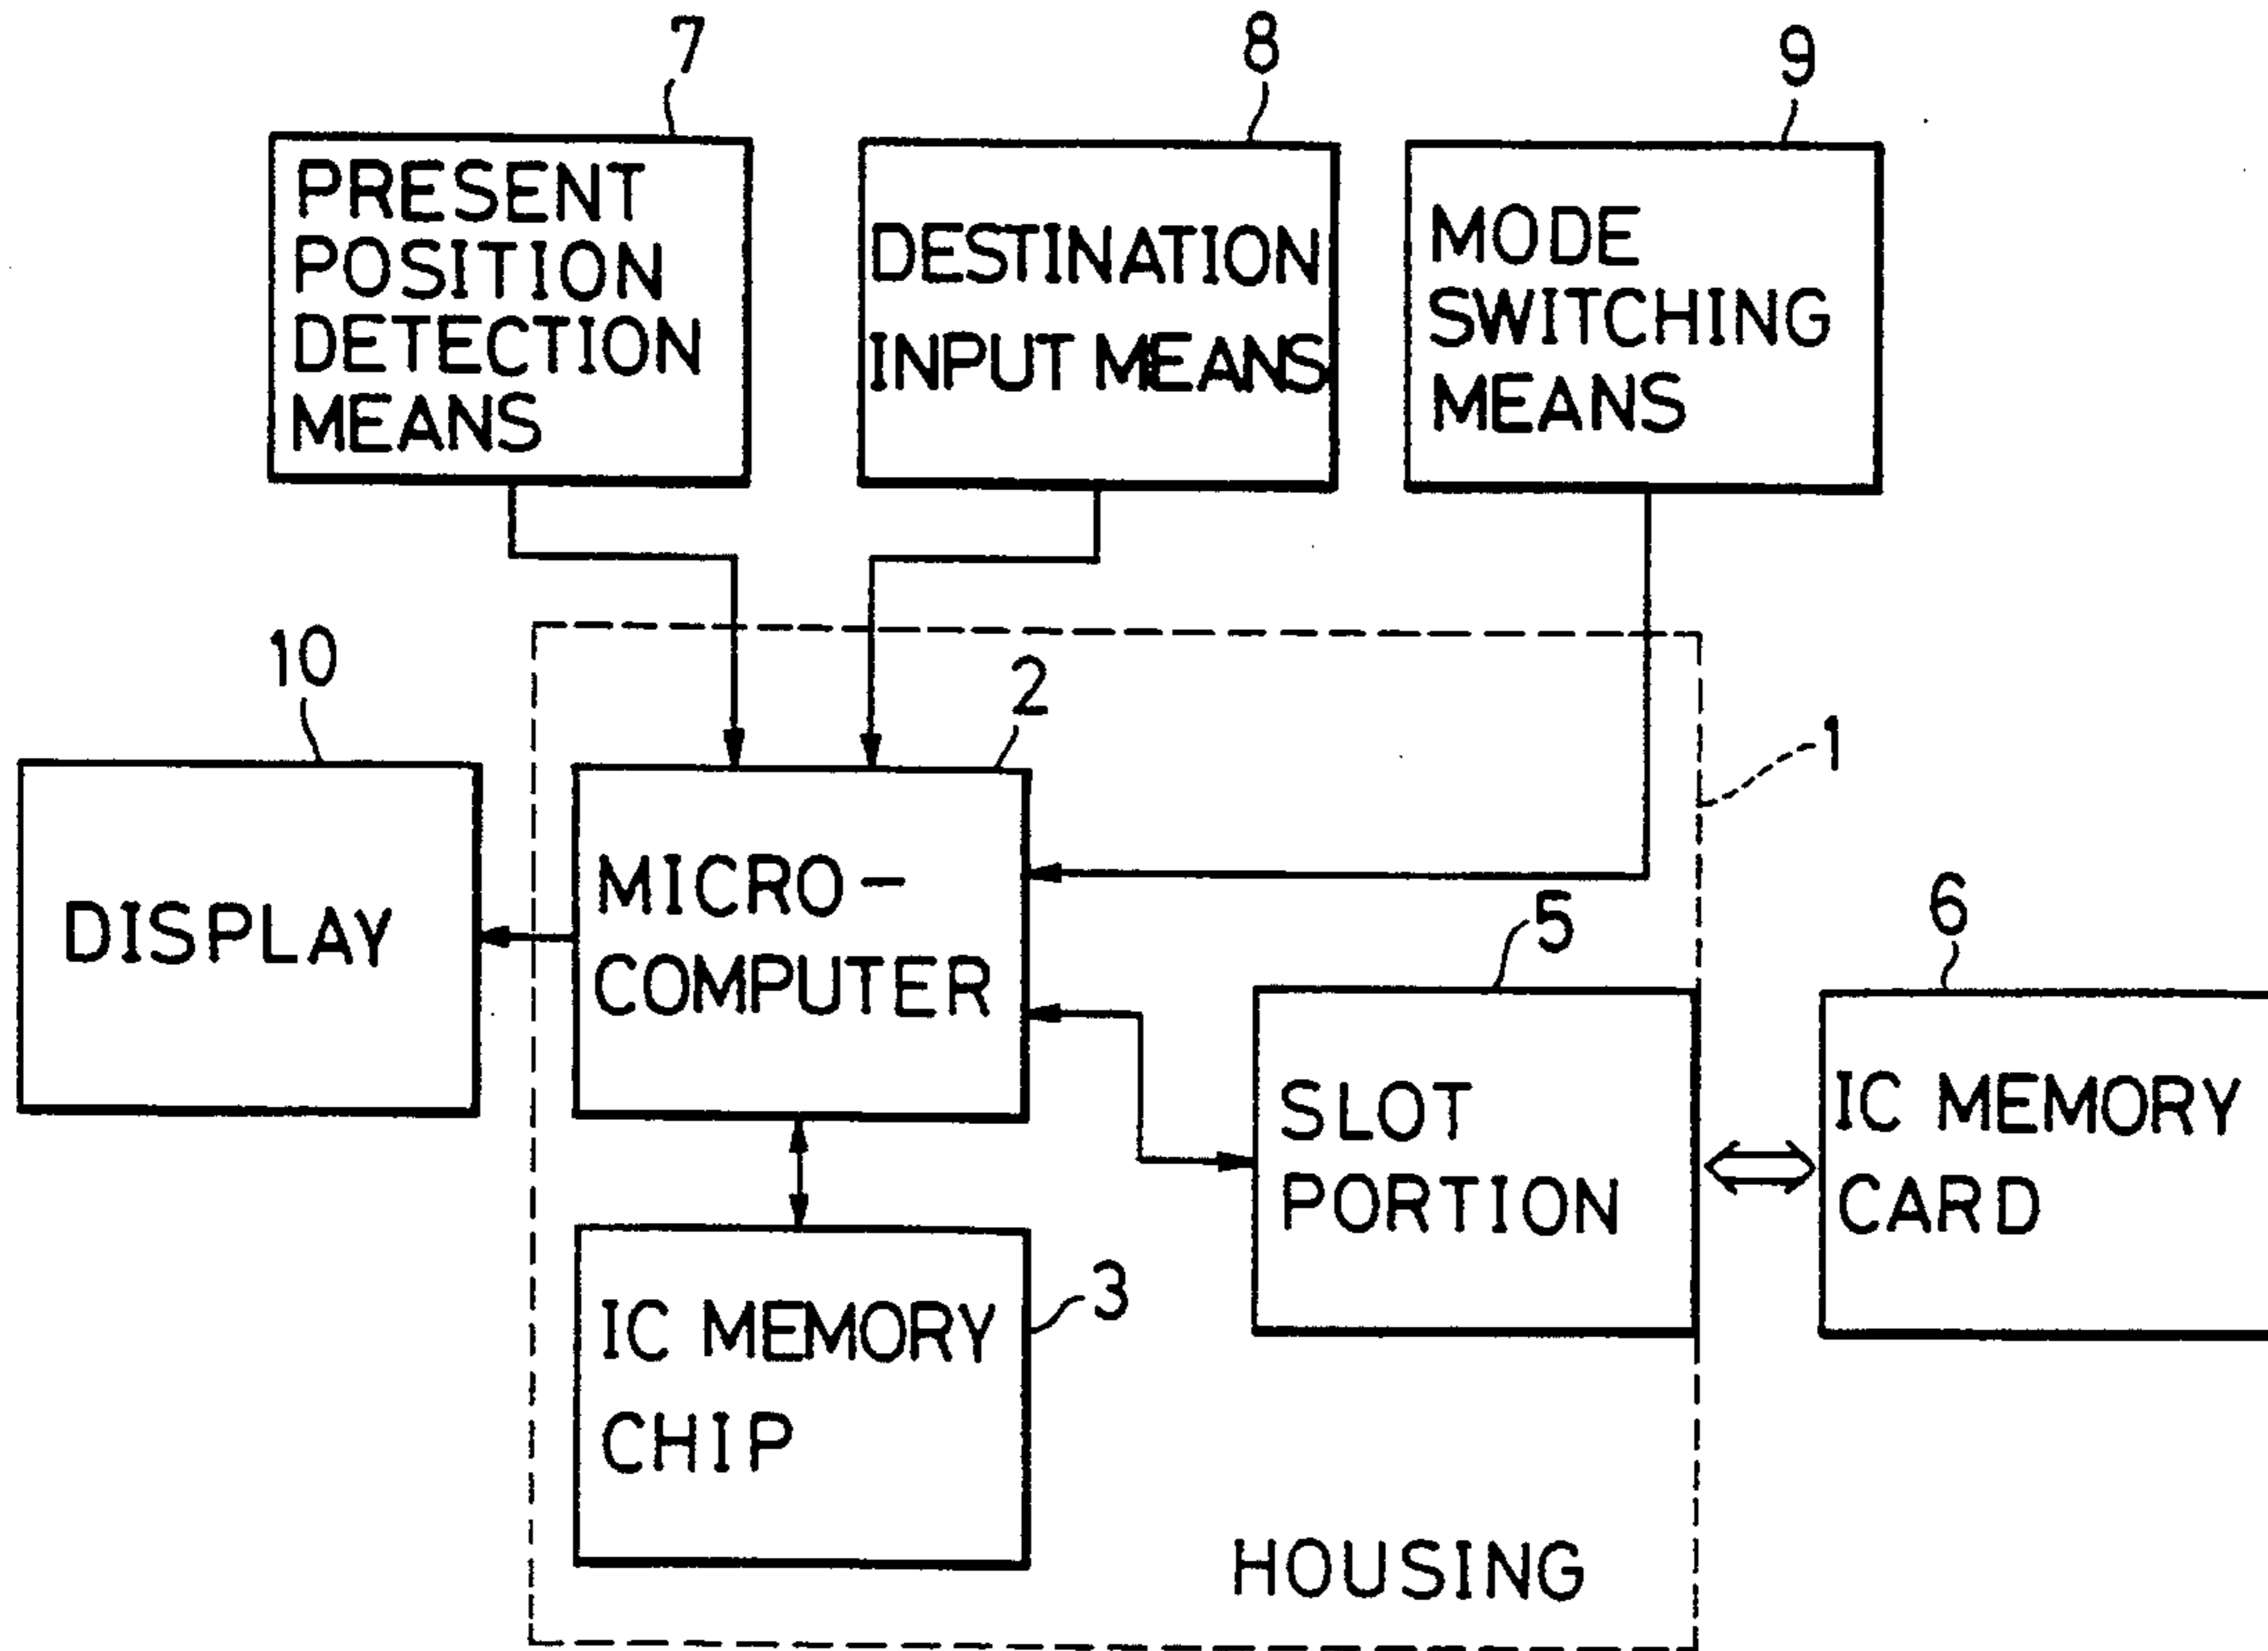 7
8
9
PRESENT
POSITION
DETECTION
MEANS
DESTINATION
INPUT MEANS
MODE
SWITCHING
MEANS
10
2
1
DISPLAY
MICRO-
COMPUTER
5
6
SLOT
PORTION
IC MEMORY
CARD
IC MEMORY
CHIP
3
HOUSING